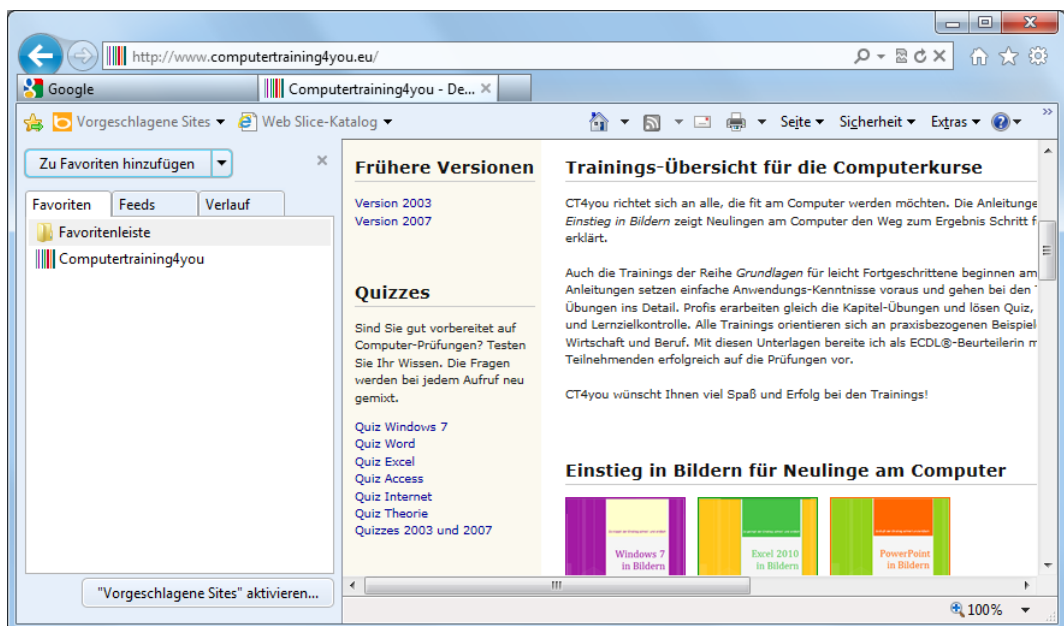 http://www.computertraining4you.eu/
Google
Computertraining4you - De...
Vorgeschlagene Sites
Web Slice-Katalog
Seite
Sicherheit
Extras
Zu Favoriten hinzufügen
Favoriten
Feeds
Verlauf
Favoritenleiste
Computertraining4you
"Vorgeschlagene Sites" aktivieren...
Frühere Versionen
Version 2003
Version 2007
Quizzes
Sind Sie gut vorbereitet auf
Computer-Prüfungen? Testen
Sie Ihr Wissen. Die Fragen
werden bei jedem Aufruf neu
gemixt.
Quiz Windows 7
Quiz Word
Quiz Excel
Quiz Access
Quiz Internet
Quiz Theorie
Quizzes 2003 und 2007
Trainings-Übersicht für die Computerkurse
CT4you richtet sich an alle, die fit am Computer werden möchten. Die Anleitunge
Einstieg in Bildern zeigt Neulingen am Computer den Weg zum Ergebnis Schritt f
erklärt.
Auch die Trainings der Reihe Grundlagen für leicht Fortgeschrittene beginnen am
Anleitungen setzen einfache Anwendungs-Kenntnisse voraus und gehen bei den
Übungen ins Detail. Profis erarbeiten gleich die Kapitel-Übungen und lösen Quiz,
und Lernzielkontrolle. Alle Trainings orientieren sich an praxisbezogenen Beispiel
Wirtschaft und Beruf. Mit diesen Unterlagen bereite ich als ECDL®-Beurteilerin m
Teilnehmenden erfolgreich auf die Prüfungen vor.
CT4you wünscht Ihnen viel Spaß und Erfolg bei den Trainings!
Einstieg in Bildern für Neulinge am Computer
Windows 7
in Bildern
Excel 2010
in Bildern
PowerPoint
in Bildern
100%